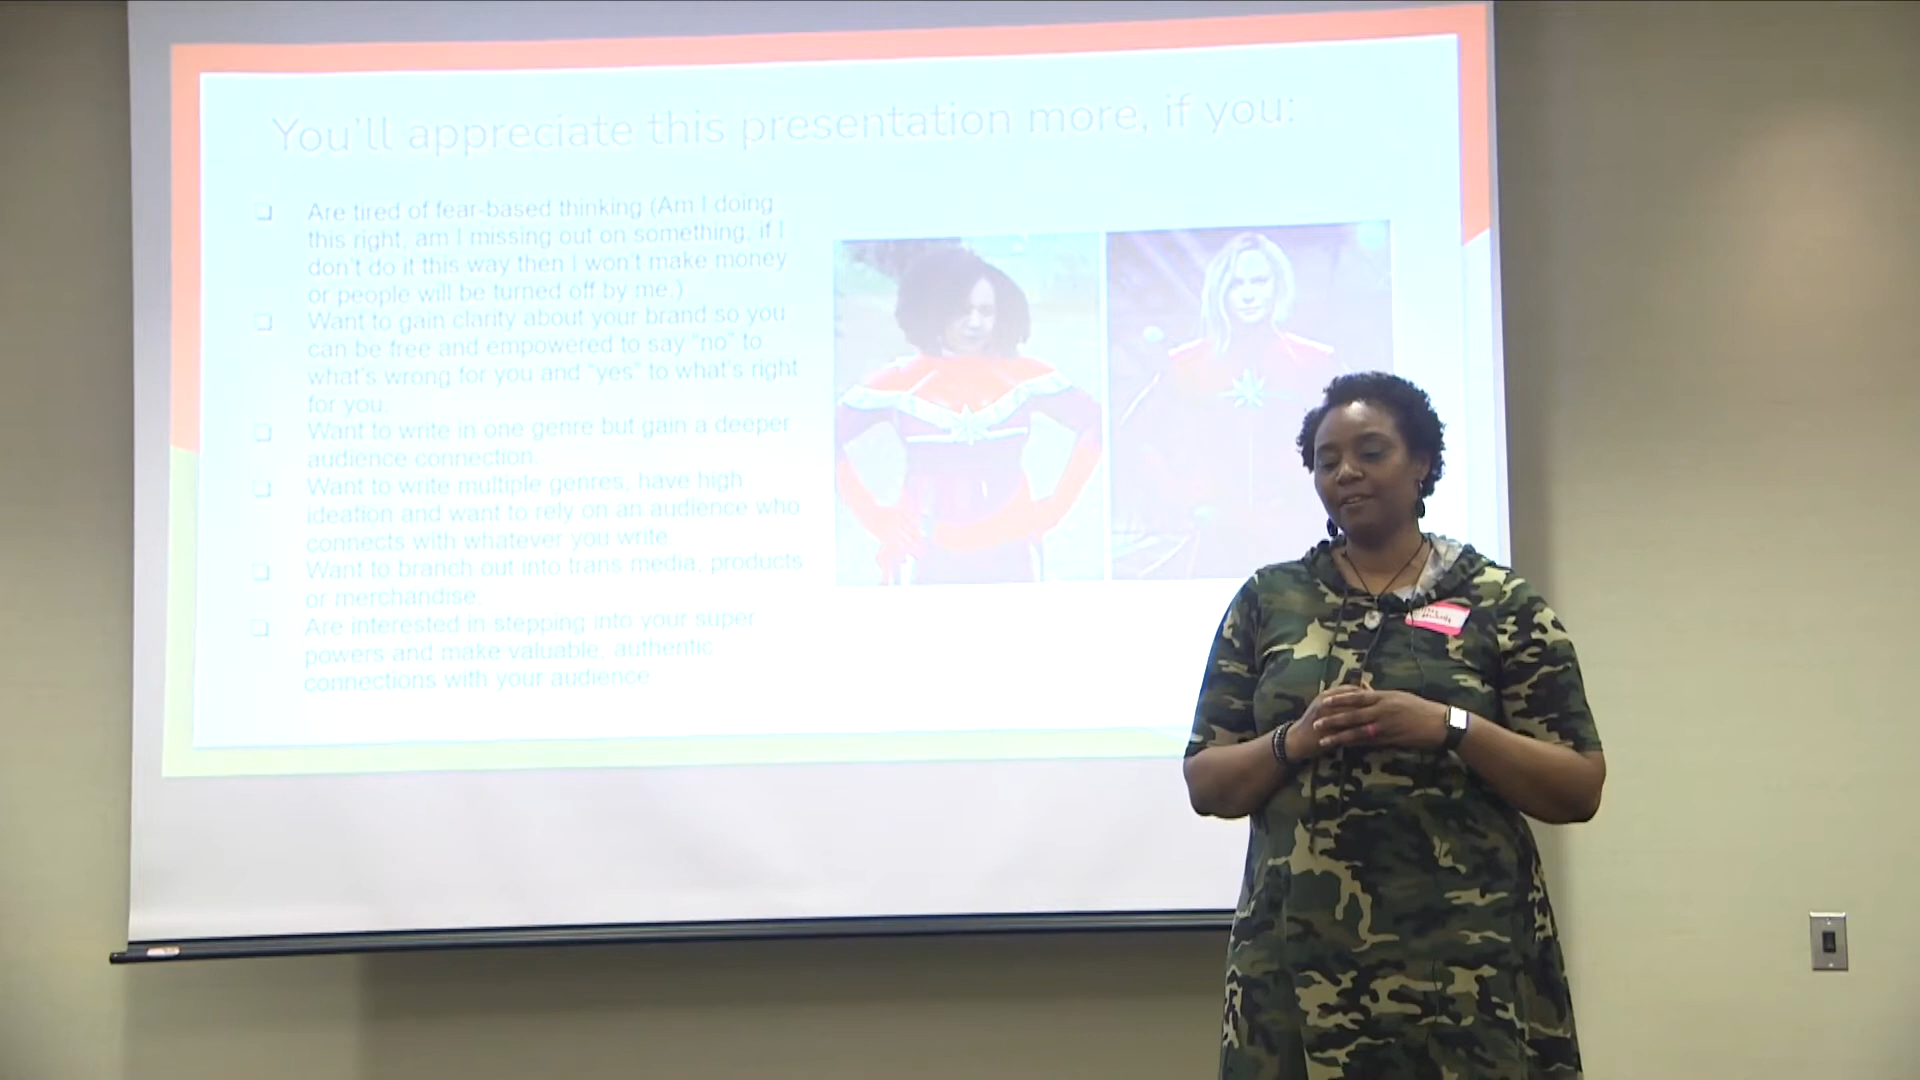 You'll appreciate this presentation more, if you:
Are tired of fear-based thinking (Am I doing
this right, am I missing out on something, if I
don't do it this way then I won't make money
or people will be turned off by me.)
Want to gain clarity about your brand so you
can be free and empowered to say "no" to
what's wrong for you and "yes" to what's right
for you.
Want to write in one genre but gain a deeper
audience connection.
Want to write multiple genres, have high
ideation and want to rely on an audience who
connects with whatever you write.
Want to branch out into trans media, products
or merchandise.
Are interested in stepping into your super
powers and make valuable, authentic
connections with your audience.